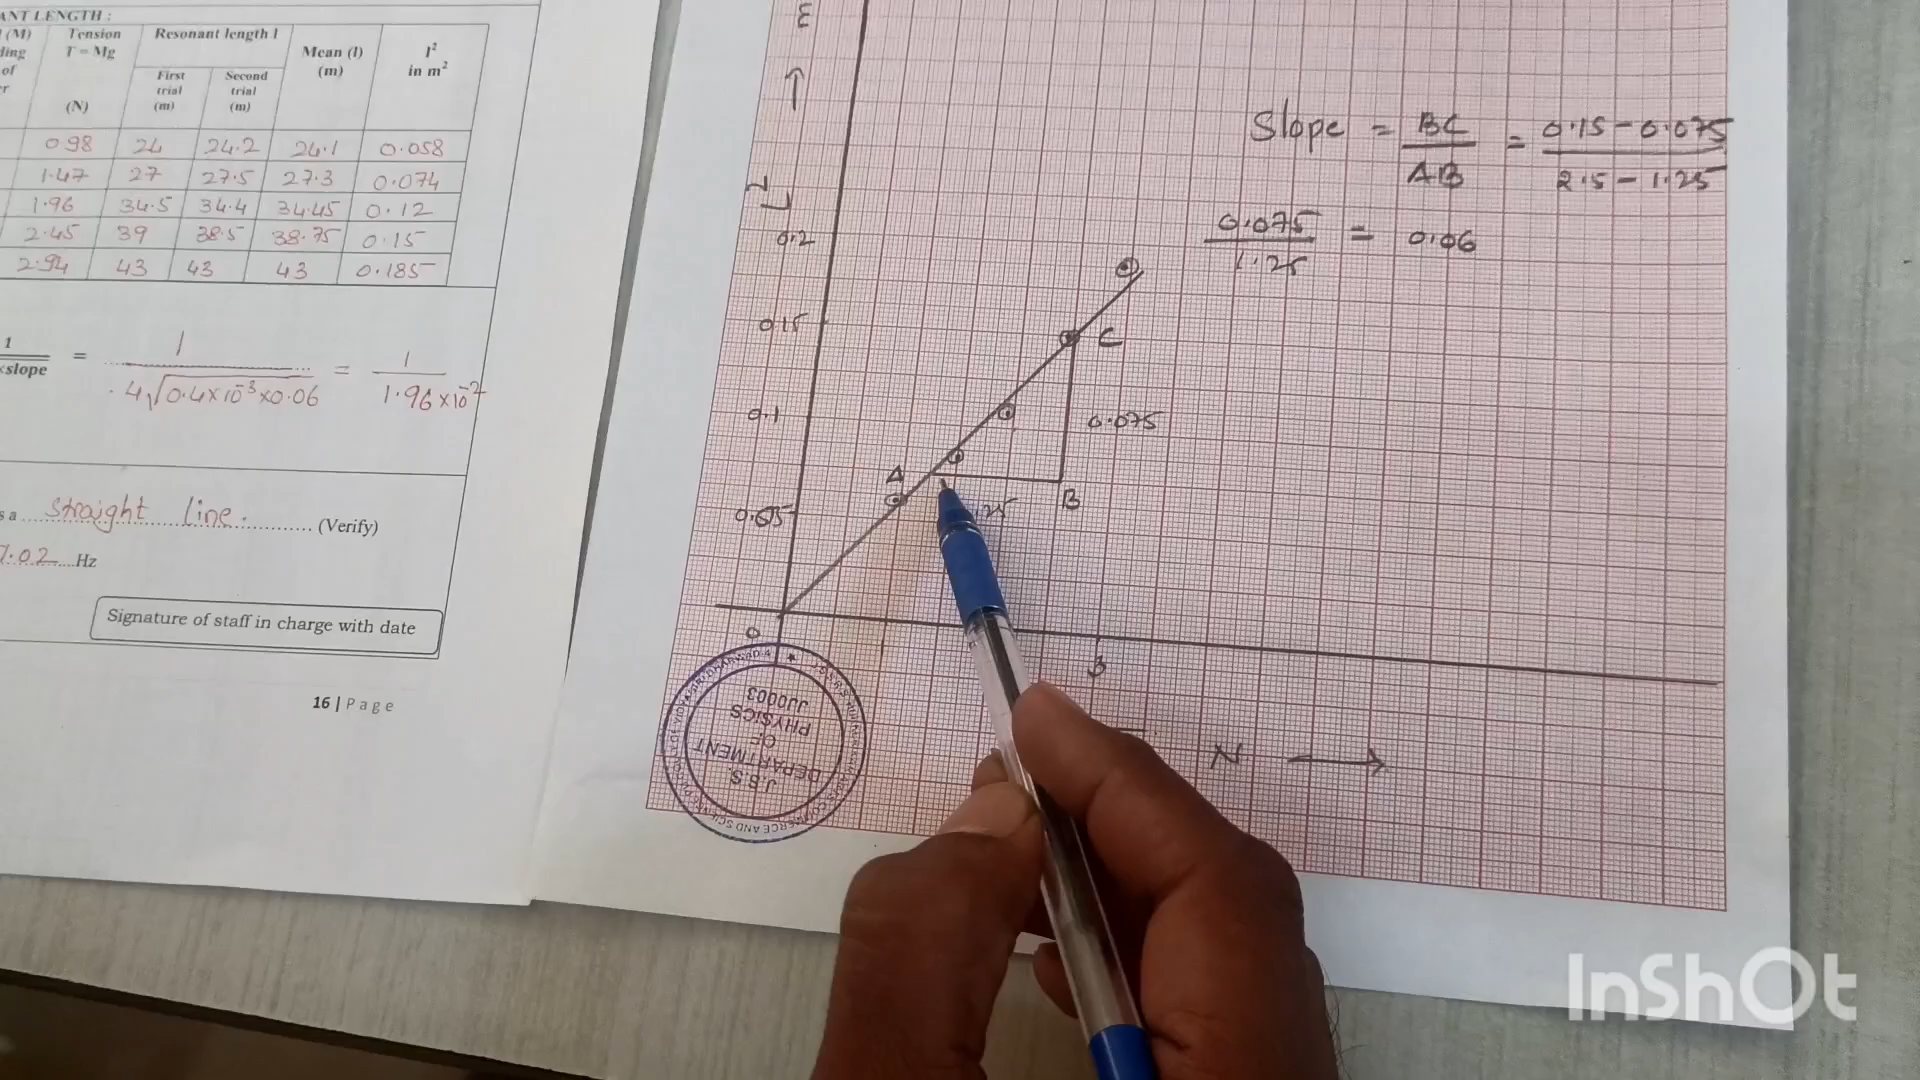 ANT LENGTH :
(M) Tension Resonant length l Mean (l) l²
ding T = Mg (m) in m²
of First Second
r trial trial
(N) (m) (m)
0.98 24 24.2 24.1 0.058
1.47 27 27.5 27.3 0.074
1.96 34.5 34.4 34.45 0.12
2.45 39 38.5 38.75 0.15
2.94 43 43 43 0.185
1 / ×slope = 1 / 4√0.4×10⁻³×0.06 = 1 / 1.96×10⁻²
s a straight line. (Verify)
7.02 Hz
Signature of staff in charge with date
16 | Page
Slope = BC / AB = 0.15 - 0.075 / 2.5 - 1.25
0.075 / 1.25 = 0.06
0.2
0.15
C
0.1
0.075
A
B
.25
0
3
N →
J.S.S
DEPARTMENT
OF
PHYSICS
JJ0003
InShOt